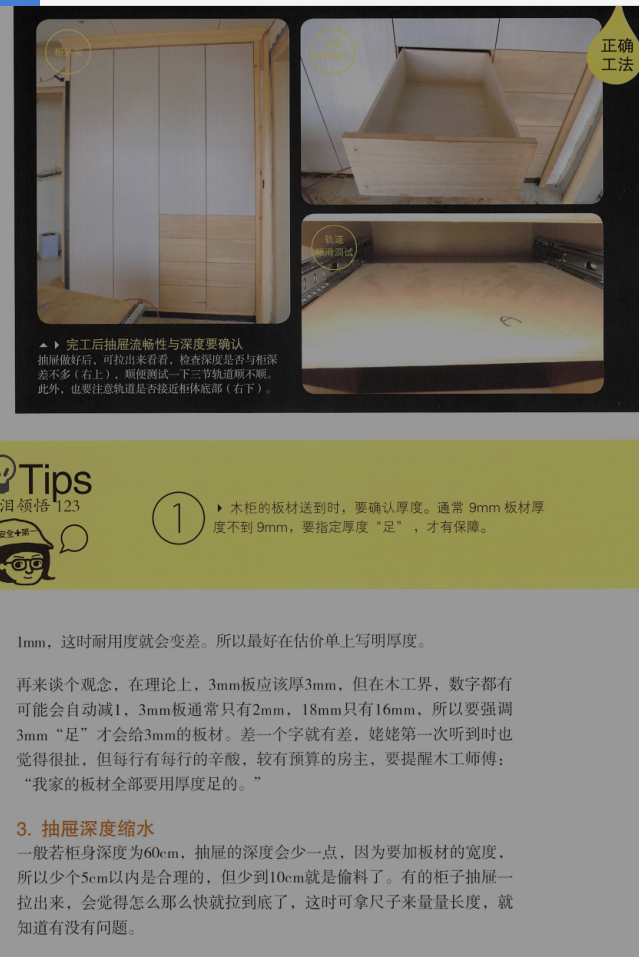 正确
工法
轨道
顺滑测试
完工后抽屉流畅性与深度要确认
抽屉做好后，可拉出来看看，检查深度是否与柜深
差不多（右上），顺便测试一下三节轨道顺不顺。
此外，也要注意轨道是否接近柜体底部（右下）。
Tips
泪领悟 123
安全+第一
1
木柜的板材送到时，要确认厚度。通常 9mm 板材厚
度不到 9mm，要指定厚度“足”，才有保障。
1mm，这时耐用度就会变差。所以最好在估价单上写明厚度。
再来谈个观念，在理论上，3mm板应该厚3mm，但在木工界，数字都有
可能会自动减1，3mm板通常只有2mm，18mm只有16mm，所以要强调
3mm“足”才会给3mm的板材。差一个字就有差，姥姥第一次听到时也
觉得很扯，但每行有每行的辛酸，较有预算的房主，要提醒木工师傅：
“我家的板材全部要用厚度足的。”
3. 抽屉深度缩水
一般若柜身深度为60cm，抽屉的深度会少一点，因为要加板材的宽度，
所以少个5cm以内是合理的，但少到10cm就是偷料了。有的柜子抽屉一
拉出来，会觉得怎么那么快就拉到底了，这时可拿尺子来量量长度，就
知道有没有问题。